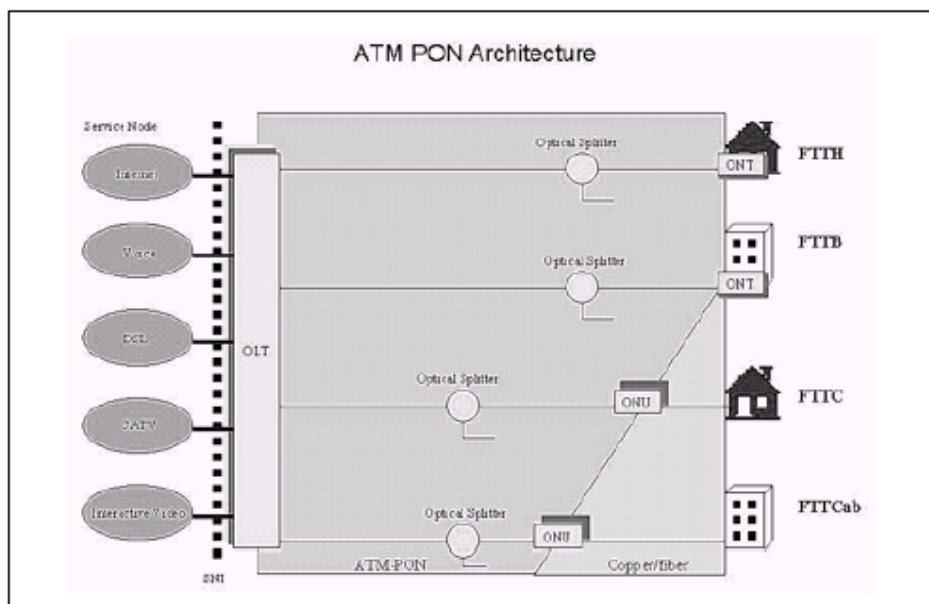 ATM PON Architecture
Service Node
Internet
Voice
DSL
CATV
Interactive Video
SNI
OLT
Optical Splitter
ONT
FTTH
Optical Splitter
ONT
FTTB
Optical Splitter
ONU
FTTC
Optical Splitter
ONU
FTTCab
ATM-PON
Copper/fiber